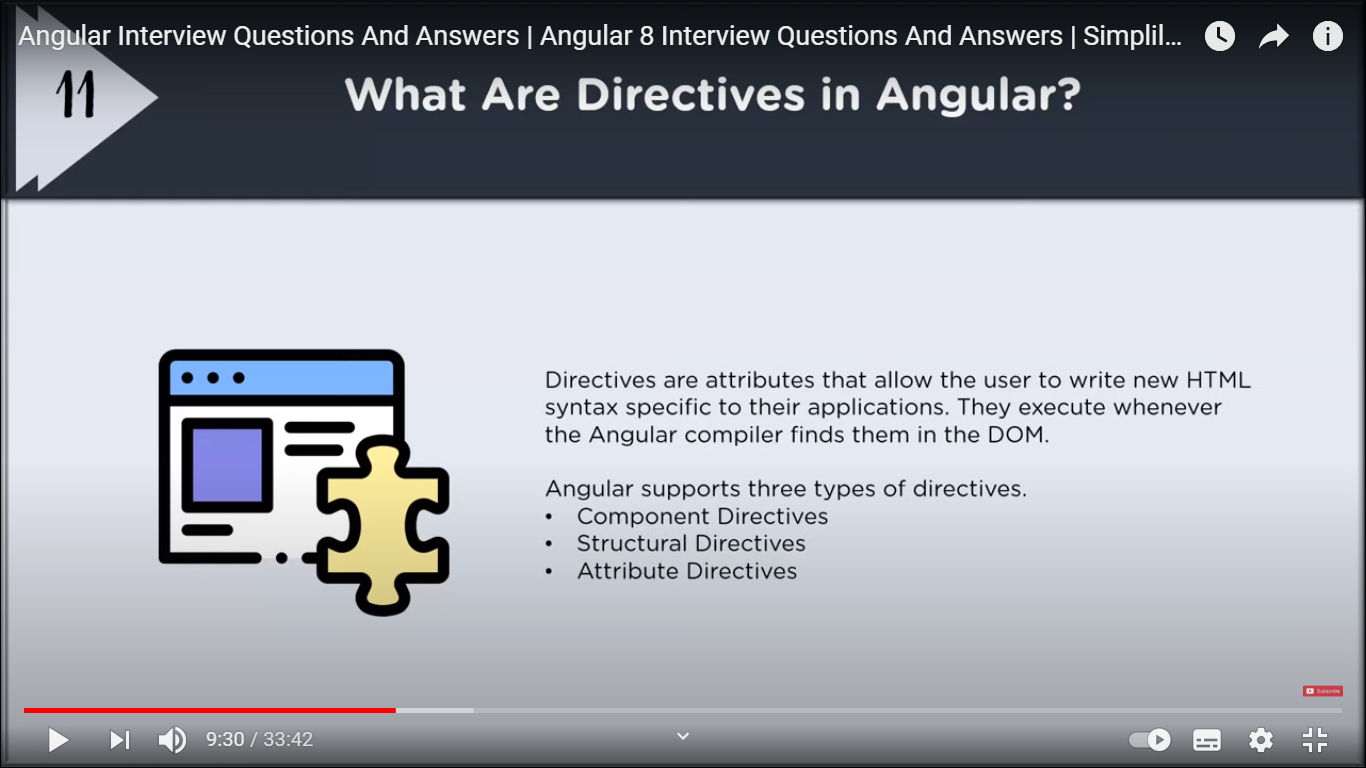 Angular Interview Questions And Answers | Angular 8 Interview Questions And Answers | Simplil...
11
What Are Directives in Angular?
Directives are attributes that allow the user to write new HTML
syntax specific to their applications. They execute whenever
the Angular compiler finds them in the DOM.
Angular supports three types of directives.
• Component Directives
• Structural Directives
• Attribute Directives
Subscribe
9:30 / 33:42